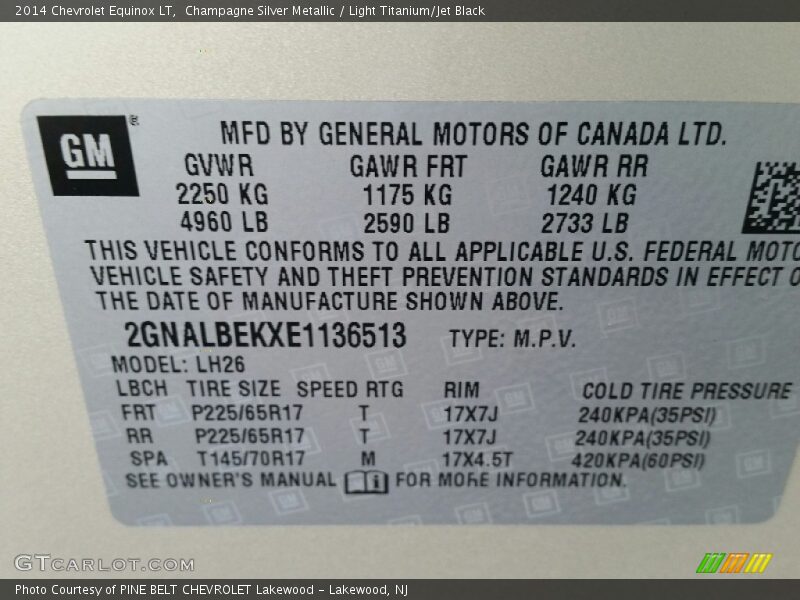 2014 Chevrolet Equinox LT,  Champagne Silver Metallic / Light Titanium/Jet Black
GM ®
MFD BY GENERAL MOTORS OF CANADA LTD.
GVWR GAWR FRT GAWR RR
2250 KG 1175 KG 1240 KG
4960 LB 2590 LB 2733 LB
THIS VEHICLE CONFORMS TO ALL APPLICABLE U.S. FEDERAL MOTO
VEHICLE SAFETY AND THEFT PREVENTION STANDARDS IN EFFECT O
THE DATE OF MANUFACTURE SHOWN ABOVE.
2GNALBEKXE1136513 TYPE: M.P.V.
MODEL: LH26
LBCH TIRE SIZE SPEED RTG RIM COLD TIRE PRESSURE
FRT P225/65R17 T 17X7J 240KPA(35PSI)
RR P225/65R17 T 17X7J 240KPA(35PSI)
SPA T145/70R17 M 17X4.5T 420KPA(60PSI)
SEE OWNER'S MANUAL i FOR MORE INFORMATION.
GTCARLOT.COM
Photo Courtesy of PINE BELT CHEVROLET Lakewood - Lakewood, NJ